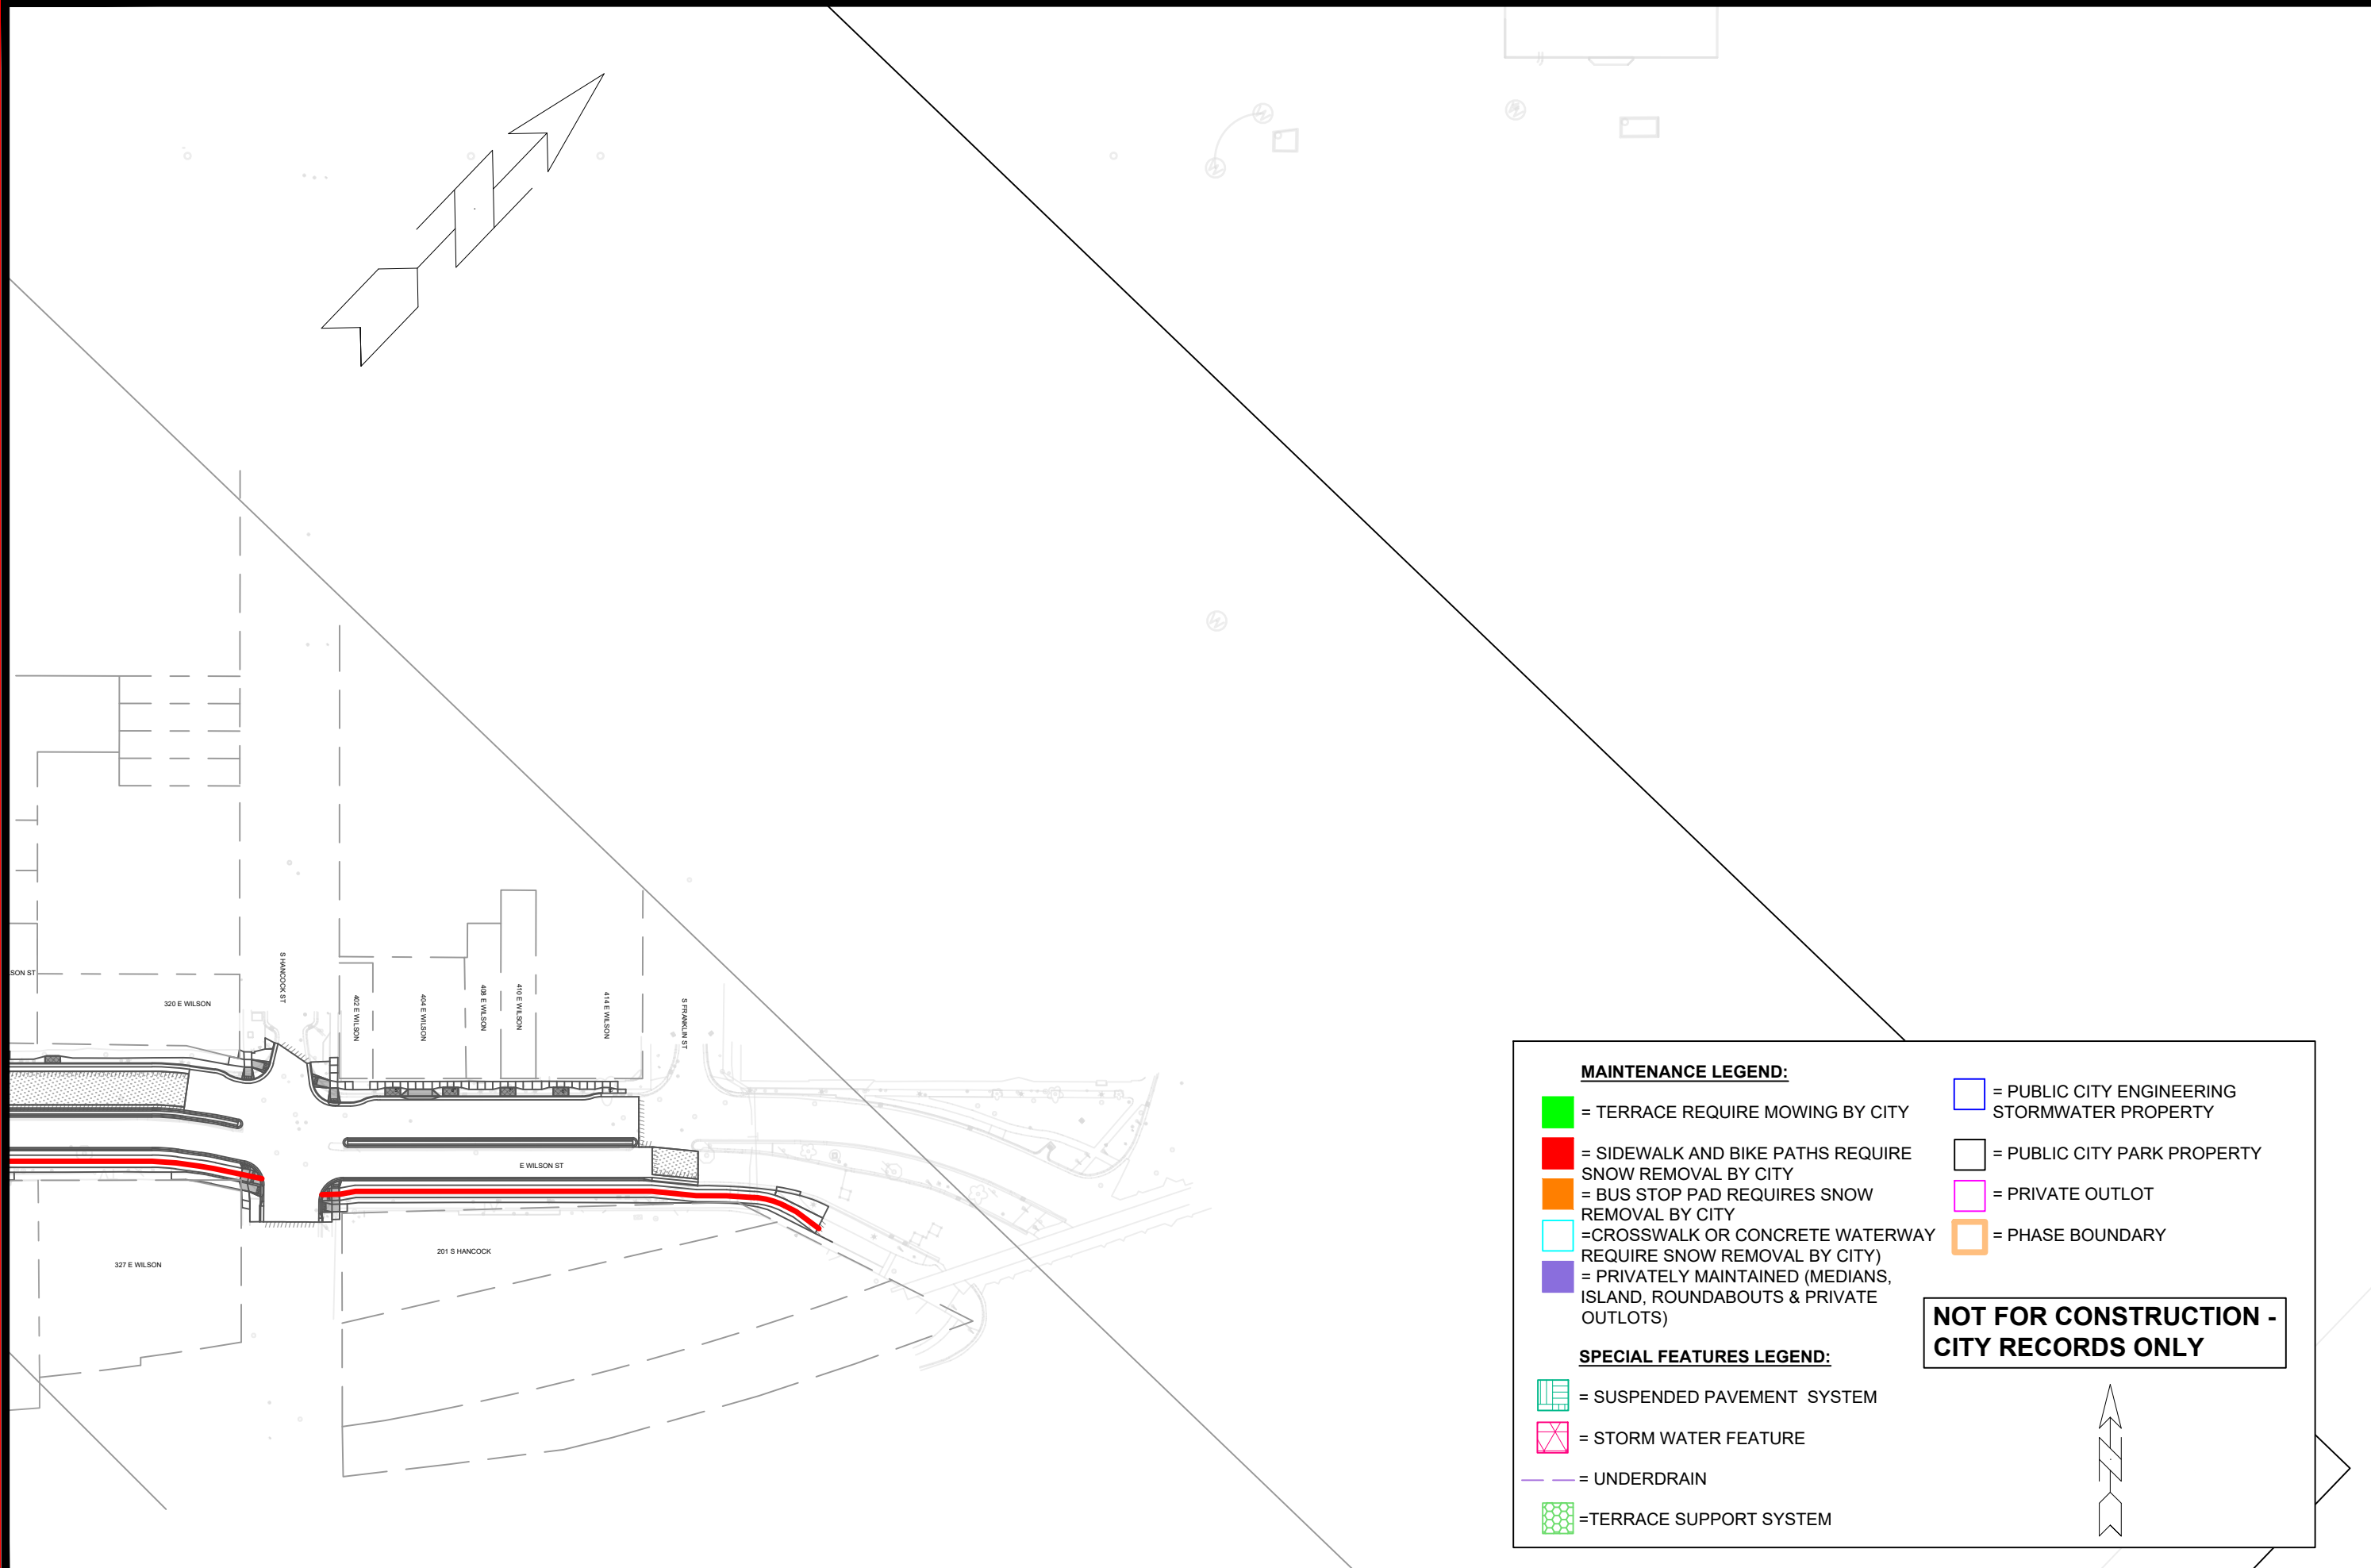 SON ST
320 E WILSON
S HANCOCK ST
402 E WILSON
404 E WILSON
408 E WILSON
410 E WILSON
414 E WILSON
S FRANKLIN ST
E WILSON ST
327 E WILSON
201 S HANCOCK
MAINTENANCE LEGEND:
= TERRACE REQUIRE MOWING BY CITY
= SIDEWALK AND BIKE PATHS REQUIRE
SNOW REMOVAL BY CITY
= BUS STOP PAD REQUIRES SNOW
REMOVAL BY CITY
=CROSSWALK OR CONCRETE WATERWAY
REQUIRE SNOW REMOVAL BY CITY)
= PRIVATELY MAINTAINED (MEDIANS,
ISLAND, ROUNDABOUTS & PRIVATE
OUTLOTS)
= PUBLIC CITY ENGINEERING
STORMWATER PROPERTY
= PUBLIC CITY PARK PROPERTY
= PRIVATE OUTLOT
= PHASE BOUNDARY
SPECIAL FEATURES LEGEND:
= SUSPENDED PAVEMENT SYSTEM
= STORM WATER FEATURE
= UNDERDRAIN
=TERRACE SUPPORT SYSTEM
NOT FOR CONSTRUCTION -
CITY RECORDS ONLY